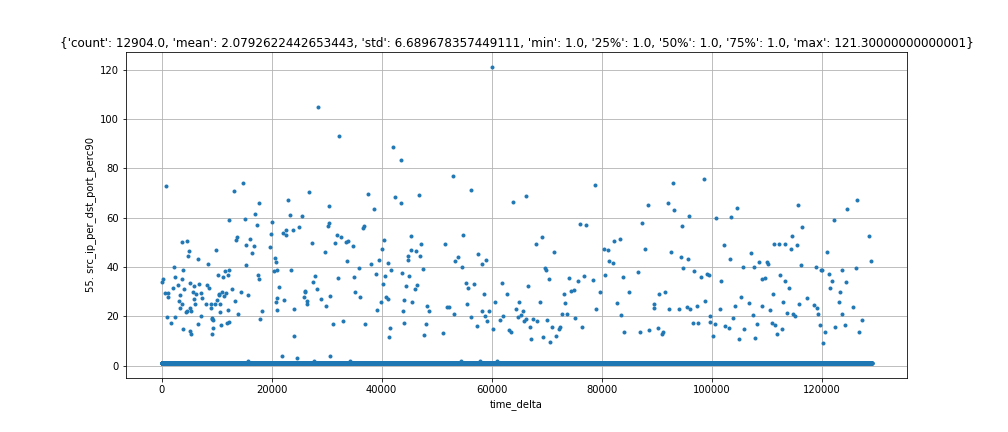 {'count': 12904.0, 'mean': 2.0792622442653443, 'std': 6.689678357449111, 'min': 1.0, '25%': 1.0, '50%': 1.0, '75%': 1.0, 'max': 121.30000000000001}
120
100
80
60
40
20
0
55. src_ip_per_dst_port_perc90
0 20000 40000 60000 80000 100000 120000
time_delta